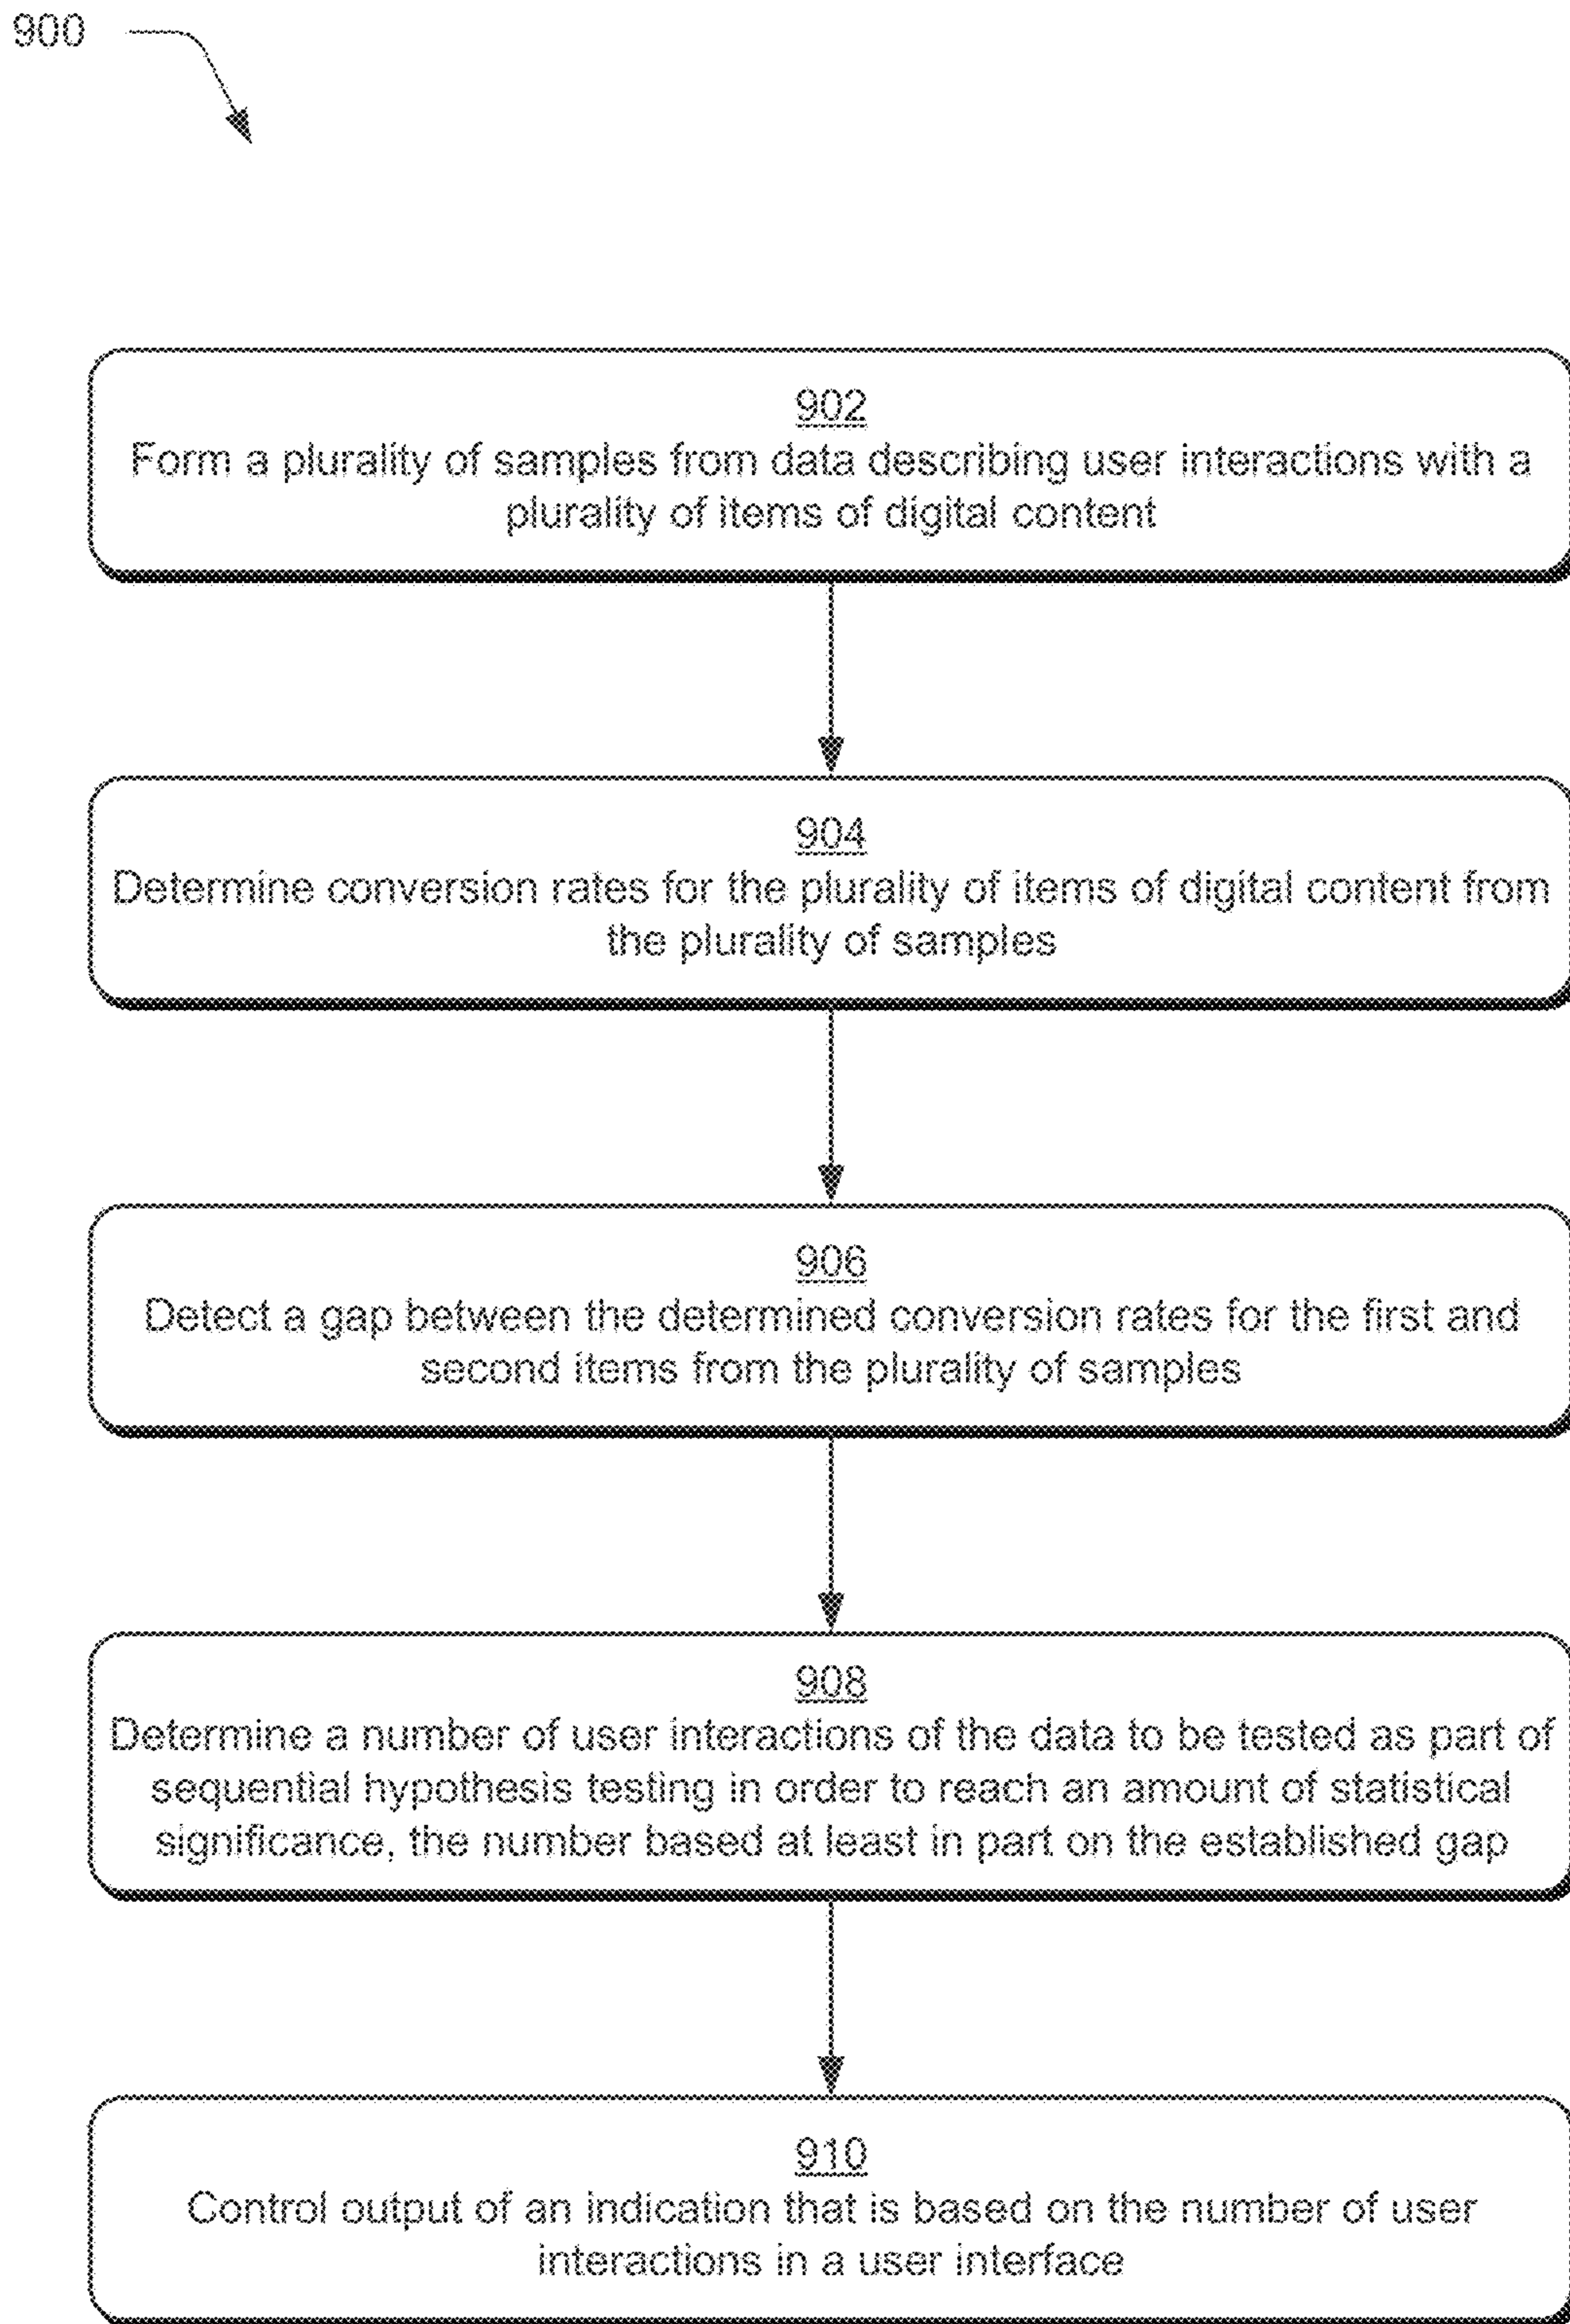 900
902
Form a plurality of samples from data describing user interactions with a
plurality of items of digital content
904
Determine conversion rates for the plurality of items of digital content from
the plurality of samples
906
Detect a gap between the determined conversion rates for the first and
second items from the plurality of samples
908
Determine a number of user interactions of the data to be tested as part of
sequential hypothesis testing in order to reach an amount of statistical
significance, the number based at least in part on the established gap
910
Control output of an indication that is based on the number of user
interactions in a user interface